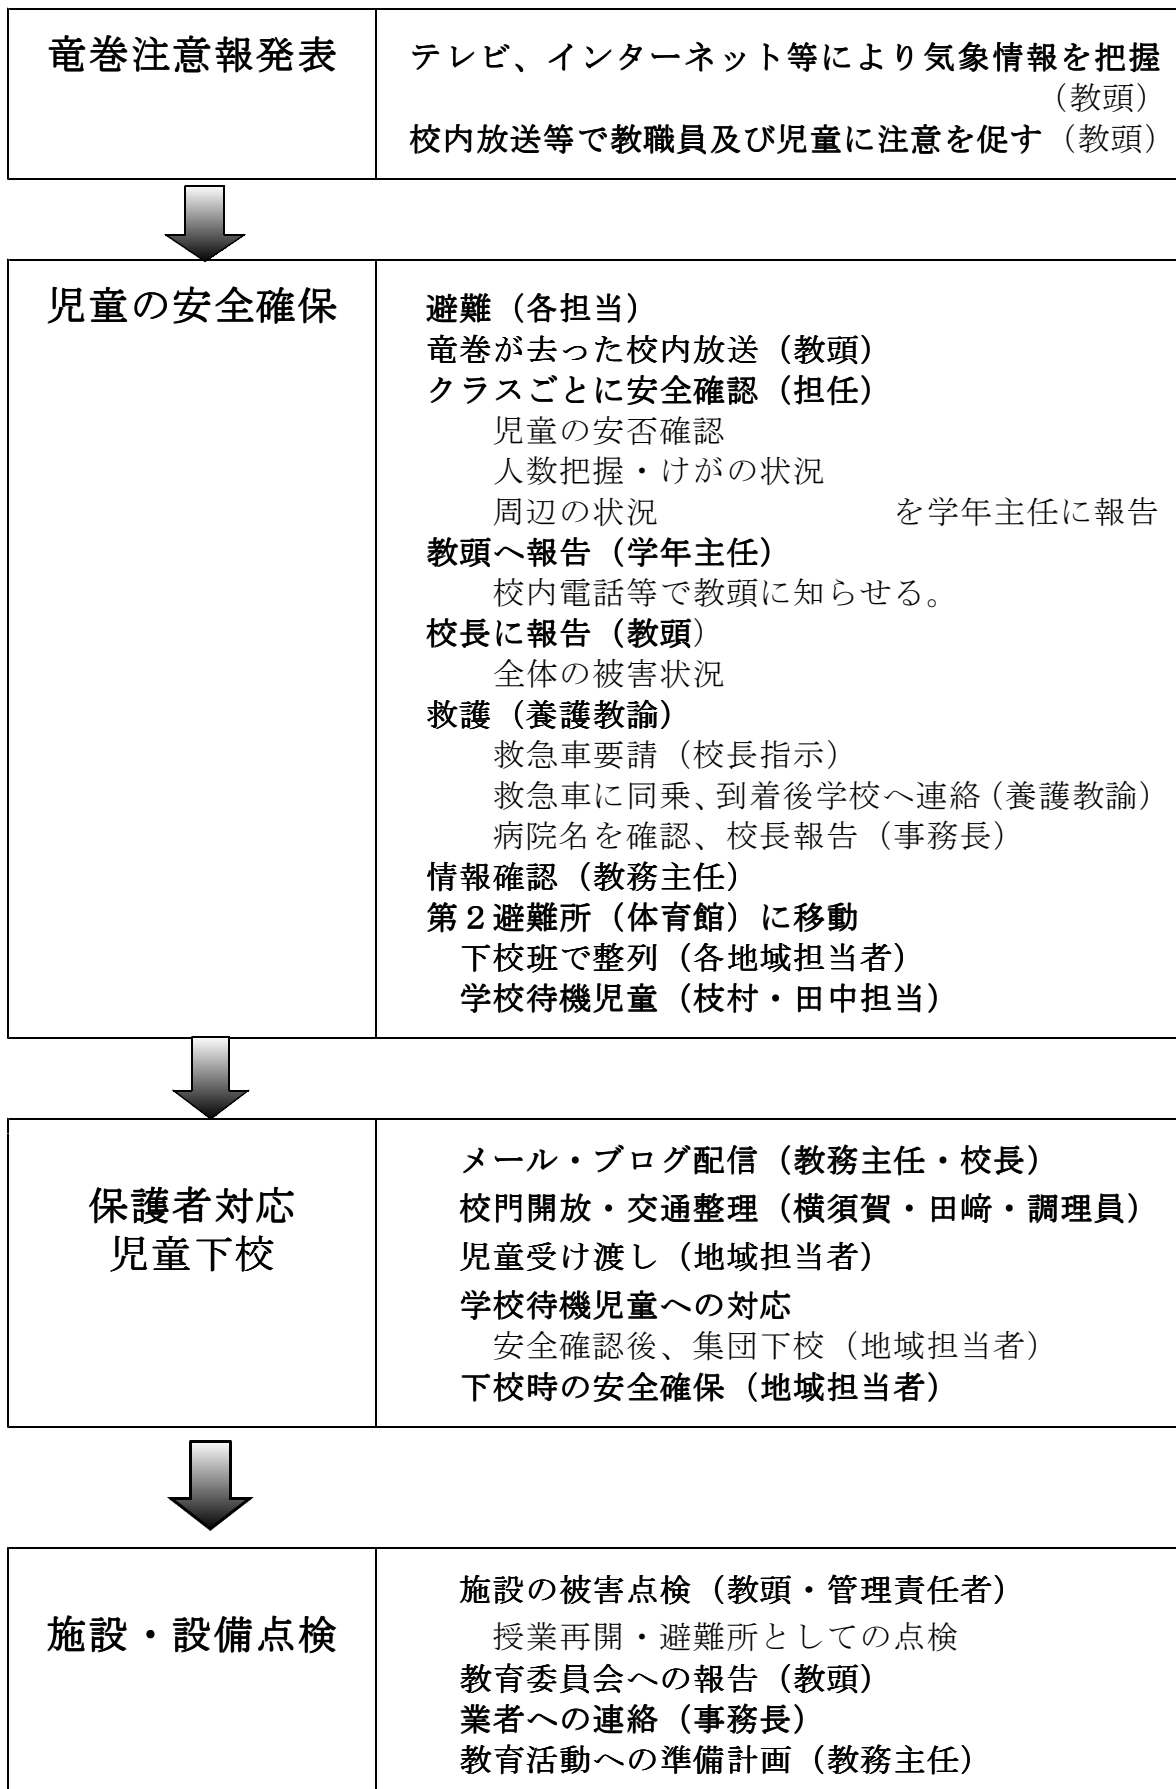 竜巻注意報発表
テレビ、インターネット等により気象情報を把握
(教頭)
校内放送等で教職員及び児童に注意を促す(教頭)
児童の安全確保
避難(各担当)
竜巻が去った校内放送(教頭)
クラスごとに安全確認(担任)
児童の安否確認
人数把握・けがの状況
周辺の状況 を学年主任に報告
教頭へ報告(学年主任)
校内電話等で教頭に知らせる。
校長に報告(教頭)
全体の被害状況
救護(養護教諭)
救急車要請(校長指示)
救急車に同乗、到着後学校へ連絡(養護教諭)
病院名を確認、校長報告(事務長)
情報確認(教務主任)
第2避難所(体育館)に移動
下校班で整列(各地域担当者)
学校待機児童(枝村・田中担当)
保護者対応
児童下校
メール・ブログ配信(教務主任・校長)
校門開放・交通整理(横須賀・田﨑・調理員)
児童受け渡し(地域担当者)
学校待機児童への対応
安全確認後、集団下校(地域担当者)
下校時の安全確保(地域担当者)
施設・設備点検
施設の被害点検(教頭・管理責任者)
授業再開・避難所としての点検
教育委員会への報告(教頭)
業者への連絡(事務長)
教育活動への準備計画(教務主任)